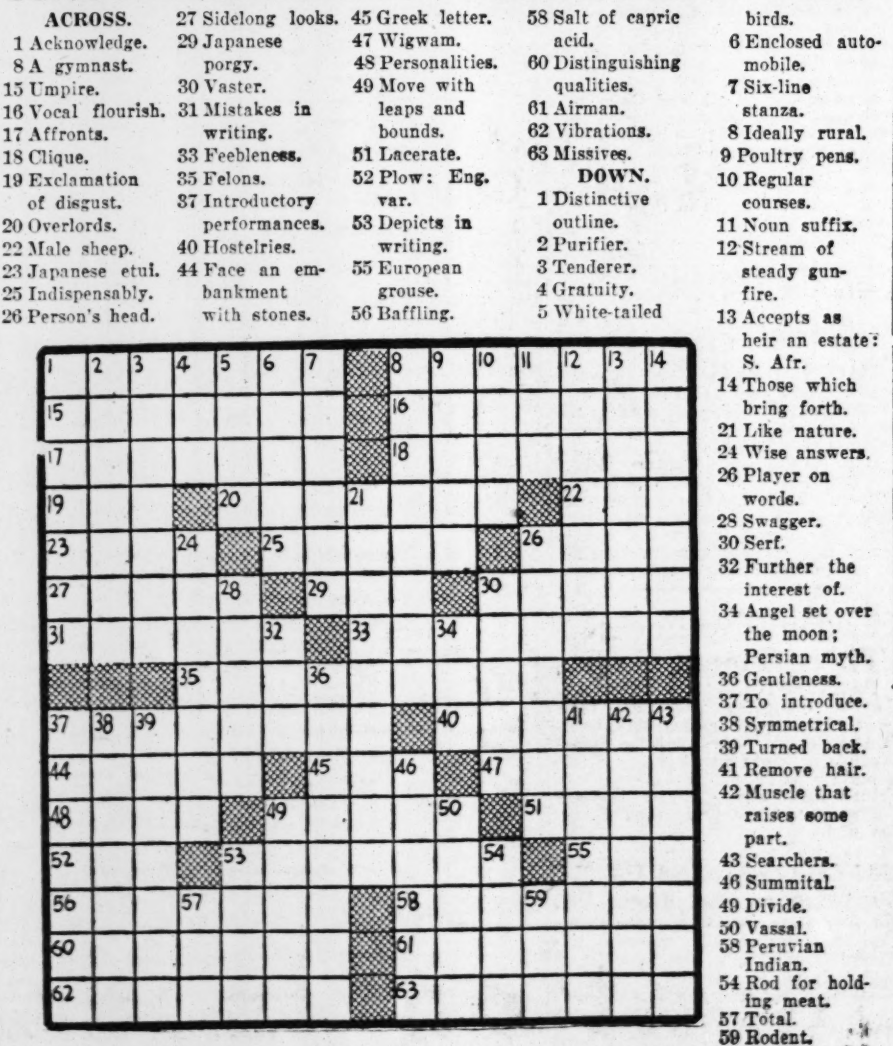 ACROSS.
1 Acknowledge.
8 A gymnast.
15 Umpire.
16 Vocal flourish.
17 Affronts.
18 Clique.
19 Exclamation
of disgust.
20 Overlords.
22 Male sheep.
23 Japanese etui.
25 Indispensably.
26 Person's head.
27 Sidelong looks.
29 Japanese
porgy.
30 Vaster.
31 Mistakes in
writing.
33 Feebleness.
35 Felons.
37 Introductory
performances.
40 Hostelries.
44 Face an em-
bankment
with stones.
45 Greek letter.
47 Wigwam.
48 Personalities.
49 Move with
leaps and
bounds.
51 Lacerate.
52 Plow: Eng.
var.
53 Depicts in
writing.
55 European
grouse.
56 Baffling.
58 Salt of capric
acid.
60 Distinguishing
qualities.
61 Airman.
62 Vibrations.
63 Missives.
DOWN.
1 Distinctive
outline.
2 Purifier.
3 Tenderer.
4 Gratuity.
5 White-tailed
birds.
6 Enclosed auto-
mobile.
7 Six-line
stanza.
8 Ideally rural.
9 Poultry pens.
10 Regular
courses.
11 Noun suffix.
12 Stream of
steady gun-
fire.
13 Accepts as
heir an estate:
S. Afr.
14 Those which
bring forth.
21 Like nature.
24 Wise answers.
26 Player on
words.
28 Swagger.
30 Serf.
32 Further the
interest of.
34 Angel set over
the moon;
Persian myth.
36 Gentleness.
37 To introduce.
38 Symmetrical.
39 Turned back.
41 Remove hair.
42 Muscle that
raises some
part.
43 Searchers.
46 Summital.
49 Divide.
50 Vassal.
58 Peruvian
Indian.
54 Rod for hold-
ing meat.
57 Total.
59 Rodent.
1 2 3 4 5 6 7 8 9 10 11 12 13 14
15 16
17 18
19 20 21 22
23 24 25 26
27 28 29 30
31 32 33 34
35 36
37 38 39 40 41 42 43
44 45 46 47
48 49 50 51
52 53 54 55
56 57 58 59
60 61
62 63